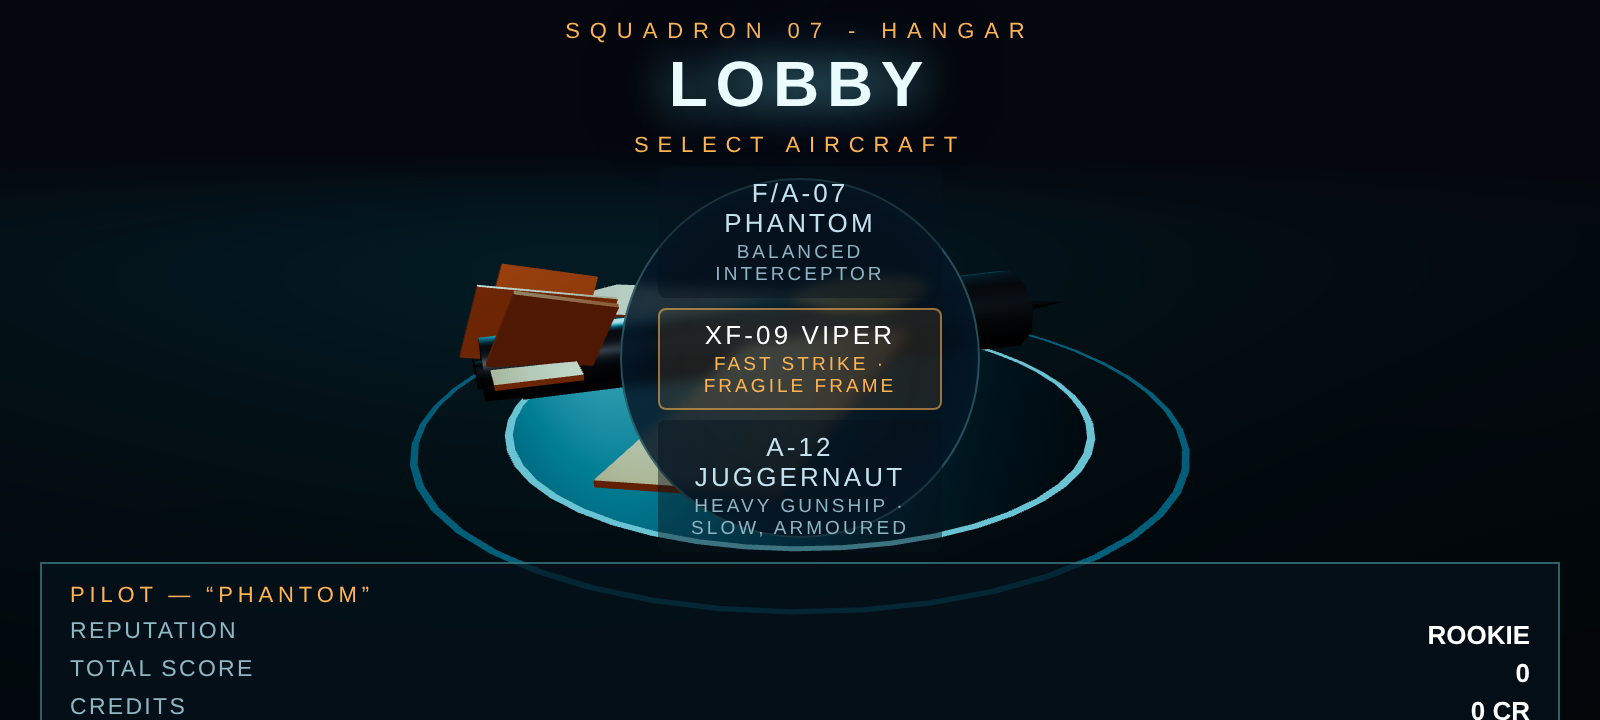 SQUADRON 07 - HANGAR
LOBBY
SELECT AIRCRAFT
F/A-07
PHANTOM
BALANCED
INTERCEPTOR
XF-09 VIPER
FAST STRIKE ·
FRAGILE FRAME
A-12
JUGGERNAUT
HEAVY GUNSHIP ·
SLOW, ARMOURED
PILOT — “PHANTOM”
REPUTATION ROOKIE
TOTAL SCORE 0
CREDITS 0 CR